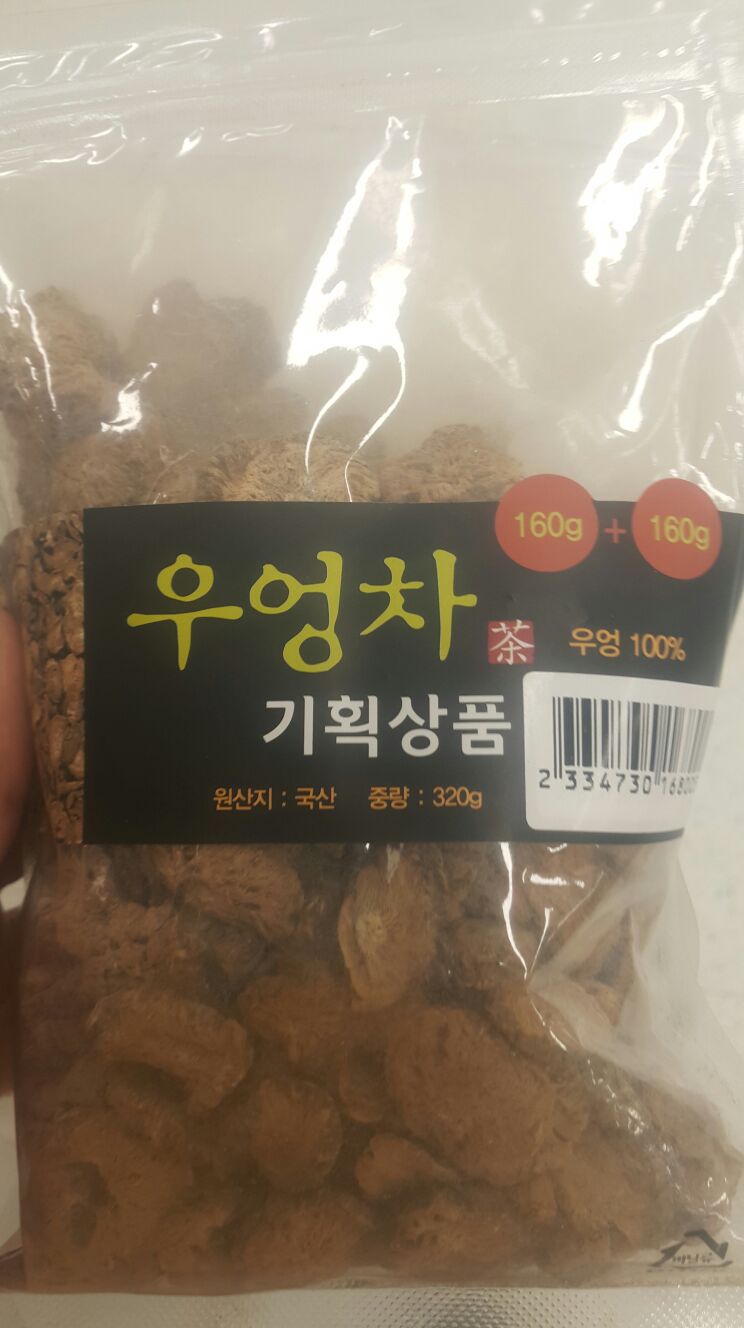 160g + 160g
우엉차 茶
우엉 100%
기획상품
원산지 : 국산 중량 : 320g